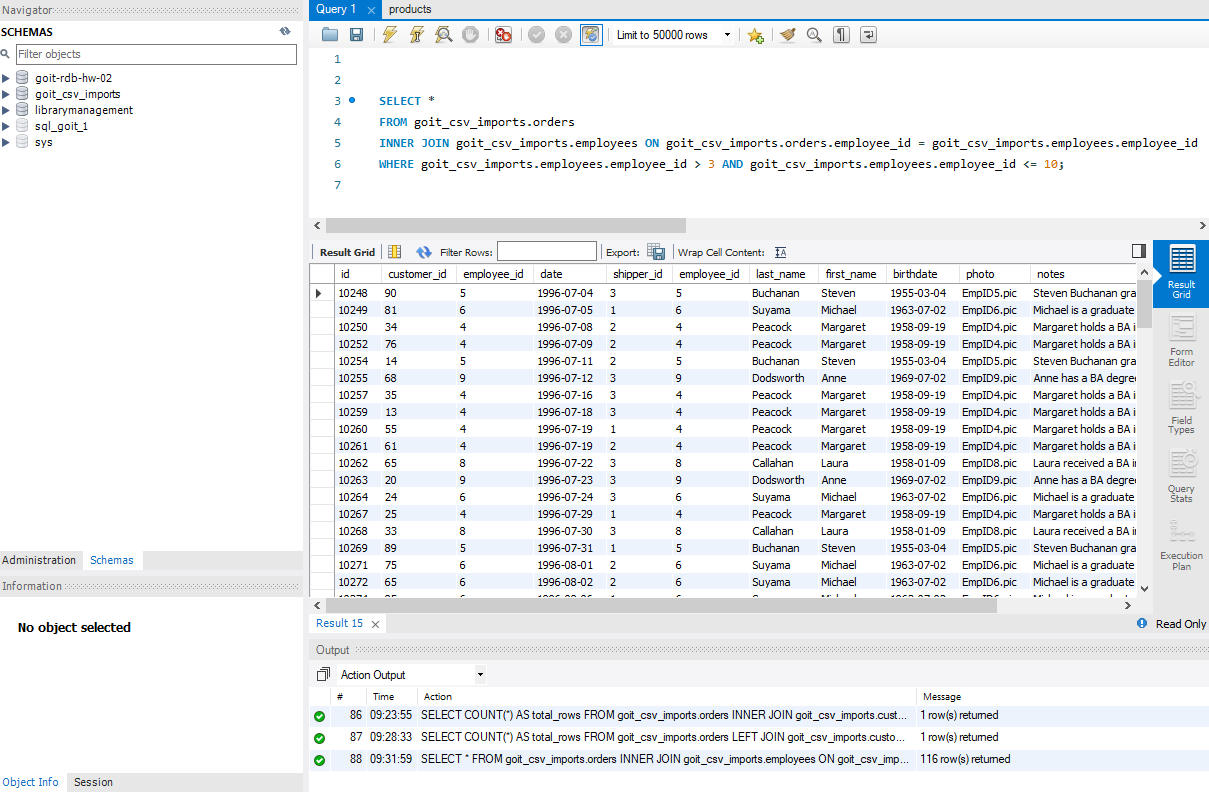 Navigator
SCHEMAS
Filter objects
goit-rdb-hw-02
goit_csv_imports
librarymanagement
sql_goit_1
sys
Administration Schemas
Information
No object selected
Object Info Session
Query 1 products
Limit to 50000 rows
1
2
3 SELECT *
4 FROM goit_csv_imports.orders
5 INNER JOIN goit_csv_imports.employees ON goit_csv_imports.orders.employee_id = goit_csv_imports.employees.employee_id
6 WHERE goit_csv_imports.employees.employee_id > 3 AND goit_csv_imports.employees.employee_id <= 10;
7
Result Grid Filter Rows: Export: Wrap Cell Content:
id customer_id employee_id date shipper_id employee_id last_name first_name birthdate photo notes
10248 90 5 1996-07-04 3 5 Buchanan Steven 1955-03-04 EmpID5.pic Steven Buchanan gra
10249 81 6 1996-07-05 1 6 Suyama Michael 1963-07-02 EmpID6.pic Michael is a graduate
10250 34 4 1996-07-08 2 4 Peacock Margaret 1958-09-19 EmpID4.pic Margaret holds a BA i
10252 76 4 1996-07-09 2 4 Peacock Margaret 1958-09-19 EmpID4.pic Margaret holds a BA i
10254 14 5 1996-07-11 2 5 Buchanan Steven 1955-03-04 EmpID5.pic Steven Buchanan gra
10255 68 9 1996-07-12 3 9 Dodsworth Anne 1969-07-02 EmpID9.pic Anne has a BA degree
10257 35 4 1996-07-16 3 4 Peacock Margaret 1958-09-19 EmpID4.pic Margaret holds a BA i
10259 13 4 1996-07-18 3 4 Peacock Margaret 1958-09-19 EmpID4.pic Margaret holds a BA i
10260 55 4 1996-07-19 1 4 Peacock Margaret 1958-09-19 EmpID4.pic Margaret holds a BA i
10261 61 4 1996-07-19 2 4 Peacock Margaret 1958-09-19 EmpID4.pic Margaret holds a BA i
10262 65 8 1996-07-22 3 8 Callahan Laura 1958-01-09 EmpID8.pic Laura received a BA i
10263 20 9 1996-07-23 3 9 Dodsworth Anne 1969-07-02 EmpID9.pic Anne has a BA degree
10264 24 6 1996-07-24 3 6 Suyama Michael 1963-07-02 EmpID6.pic Michael is a graduate
10267 25 4 1996-07-29 1 4 Peacock Margaret 1958-09-19 EmpID4.pic Margaret holds a BA i
10268 33 8 1996-07-30 3 8 Callahan Laura 1958-01-09 EmpID8.pic Laura received a BA i
10269 89 5 1996-07-31 1 5 Buchanan Steven 1955-03-04 EmpID5.pic Steven Buchanan gra
10271 75 6 1996-08-01 2 6 Suyama Michael 1963-07-02 EmpID6.pic Michael is a graduate
10272 65 6 1996-08-02 2 6 Suyama Michael 1963-07-02 EmpID6.pic Michael is a graduate
Result
Grid
Form
Editor
Field
Types
Query
Stats
Execution
Plan
Result 15 Read Only
Output
Action Output
# Time Action Message
86 09:23:55 SELECT COUNT(*) AS total_rows FROM goit_csv_imports.orders INNER JOIN goit_csv_imports.cust... 1 row(s) returned
87 09:28:33 SELECT COUNT(*) AS total_rows FROM goit_csv_imports.orders LEFT JOIN goit_csv_imports.custo... 1 row(s) returned
88 09:31:59 SELECT * FROM goit_csv_imports.orders INNER JOIN goit_csv_imports.employees ON goit_csv_imp... 116 row(s) returned